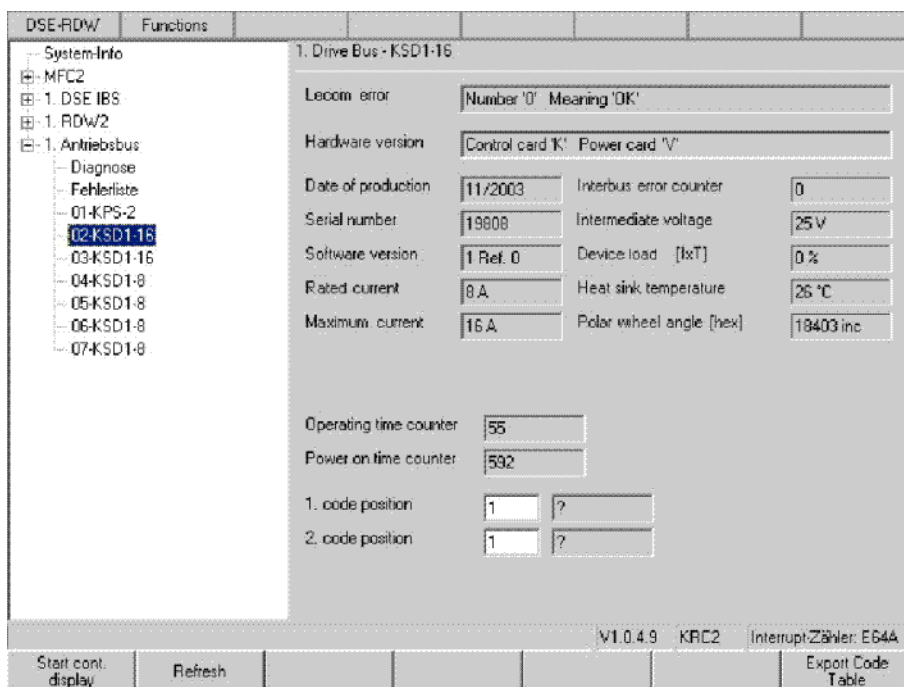 DSE-RDW Functions
System-Info
MFC2
1. DSE IBS
1. RDW2
1. Antriebsbus
Diagnose
Fehlerliste
01-KPS-2
02-KSD1-16
03-KSD1-16
04-KSD1-8
05-KSD1-8
06-KSD1-8
07-KSD1-8
1. Drive Bus - KSD1-16
Lecom error Number '0' Meaning 'OK'
Hardware version Control card 'K' Power card 'V'
Date of production 11/2003 Interbus error counter 0
Serial number 19808 Intermediate voltage 25 V
Software version 1 Ref. 0 Device load [IxT] 0 %
Rated current 8 A Heat sink temperature 26 °C
Maximum current 16 A Polar wheel angle [hex] 18403 inc
Operating time counter 55
Power on time counter 592
1. code position 1 ?
2. code position 1 ?
V1.0.4.9 KRC2 Interrupt-Zähler: E64A
Start cont. display Refresh Export Code Table